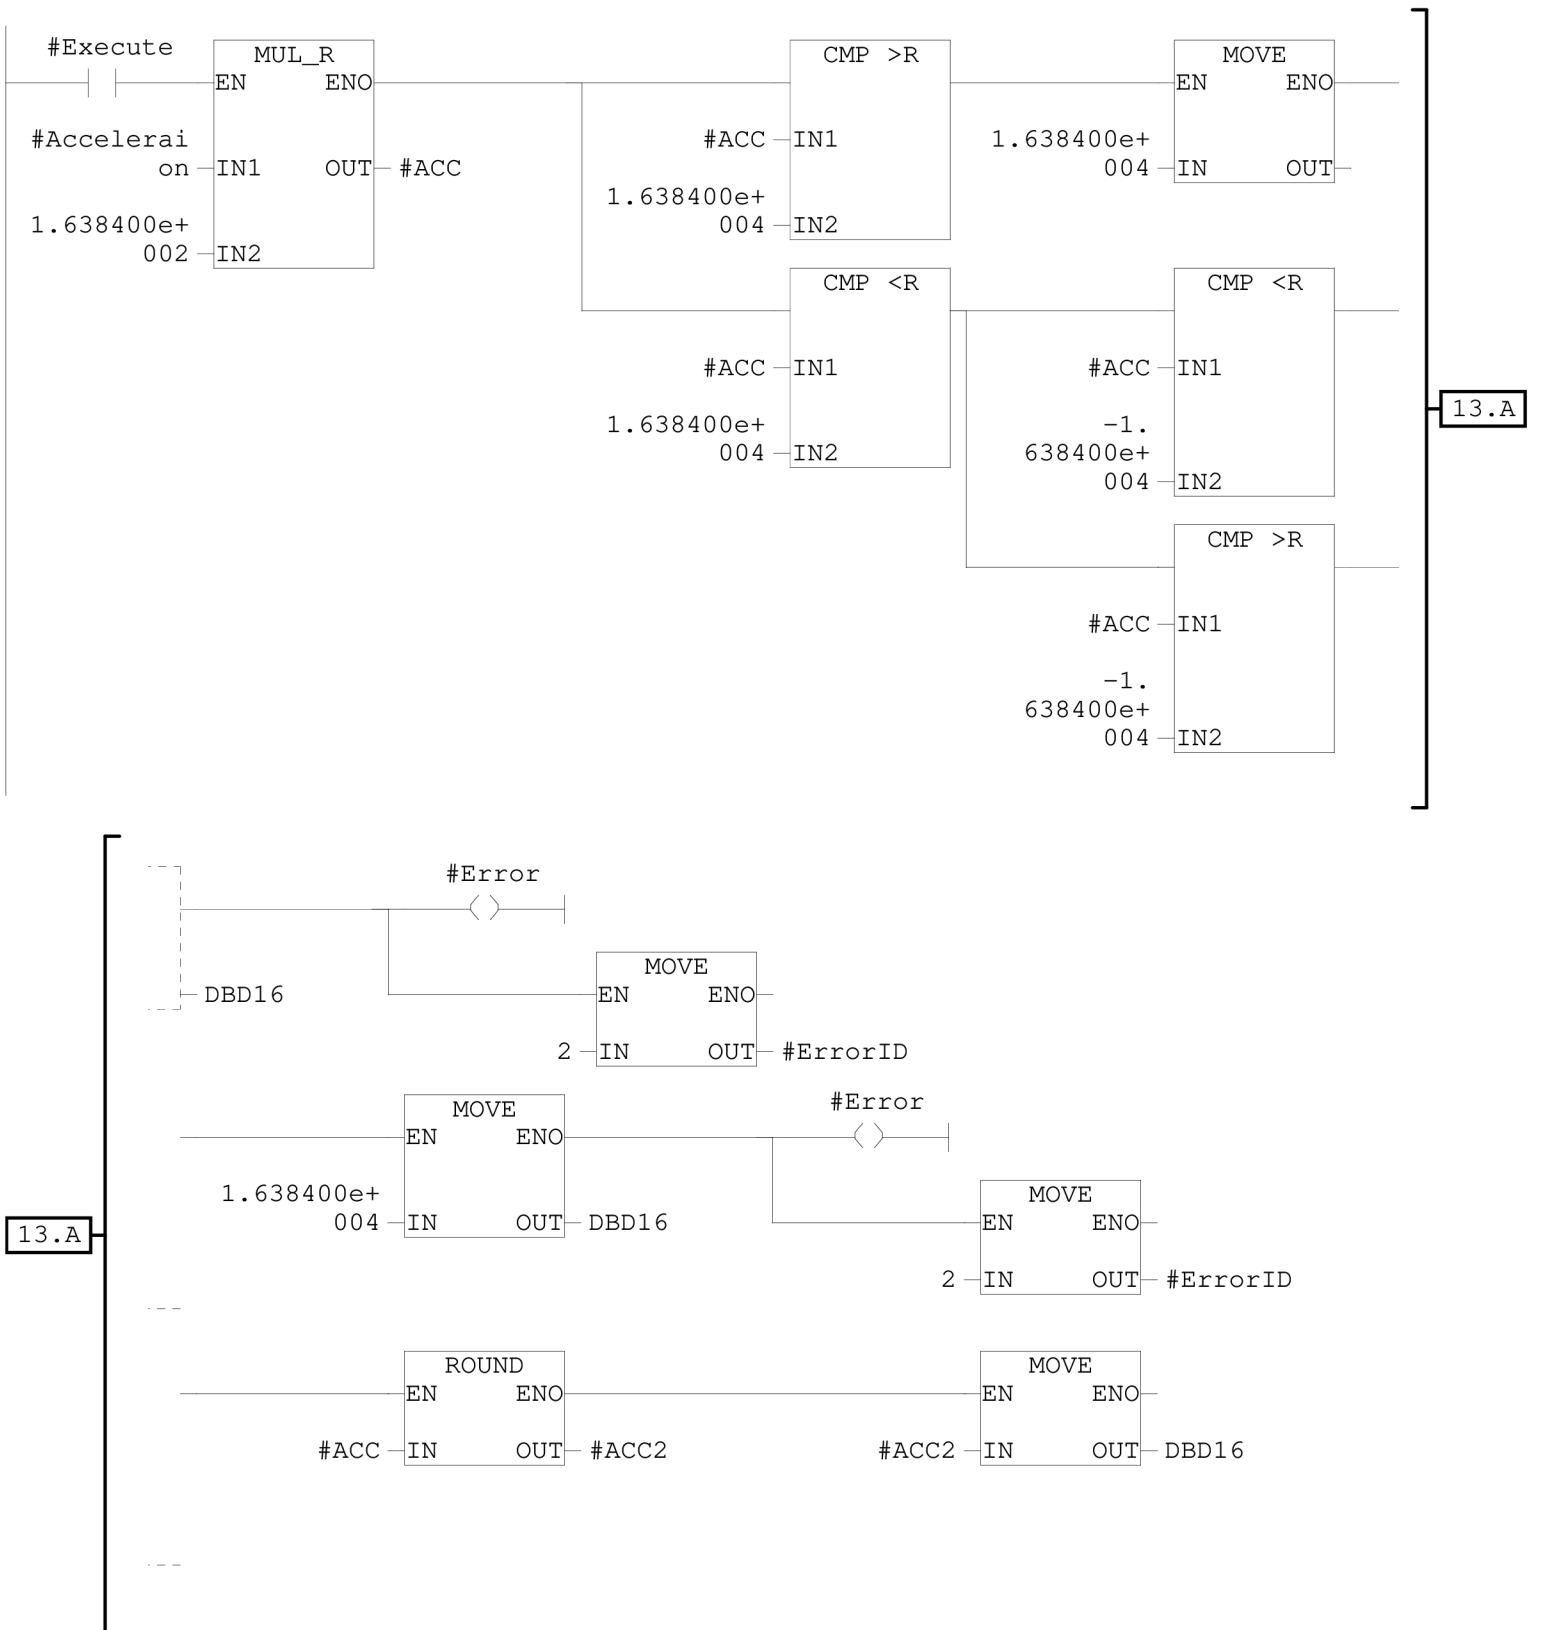 #Execute
MUL_R
CMP >R
MOVE
EN ENO
EN ENO
#Accelerai
on
IN1 OUT #ACC
#ACC IN1
1.638400e+
004
IN OUT
1.638400e+
002
IN2
1.638400e+
004
IN2
CMP <R
CMP <R
#ACC IN1
#ACC IN1
1.638400e+
004
IN2
-1.
638400e+
004
IN2
13.A
CMP >R
#ACC IN1
-1.
638400e+
004
IN2
#Error
MOVE
DBD16
EN ENO
2 IN OUT #ErrorID
MOVE
#Error
EN ENO
1.638400e+
004
IN OUT DBD16
MOVE
EN ENO
13.A
2 IN OUT #ErrorID
ROUND
MOVE
EN ENO
EN ENO
#ACC IN OUT #ACC2
#ACC2 IN OUT DBD16